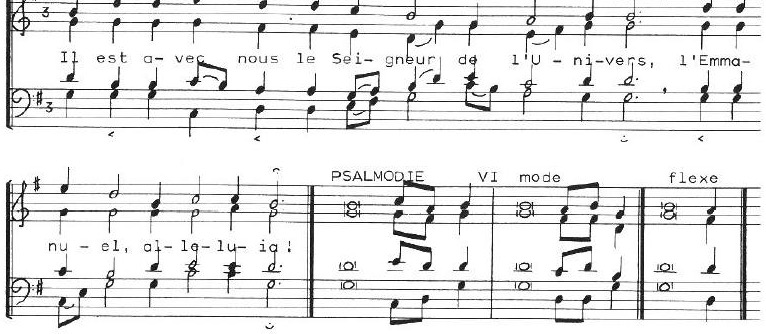 Il est a-vec nous le Sei-gneur de l'U-ni-vers, l'Emma-
PSALMODIE VI mode flexe
nu-el, al-le-lu-ia!